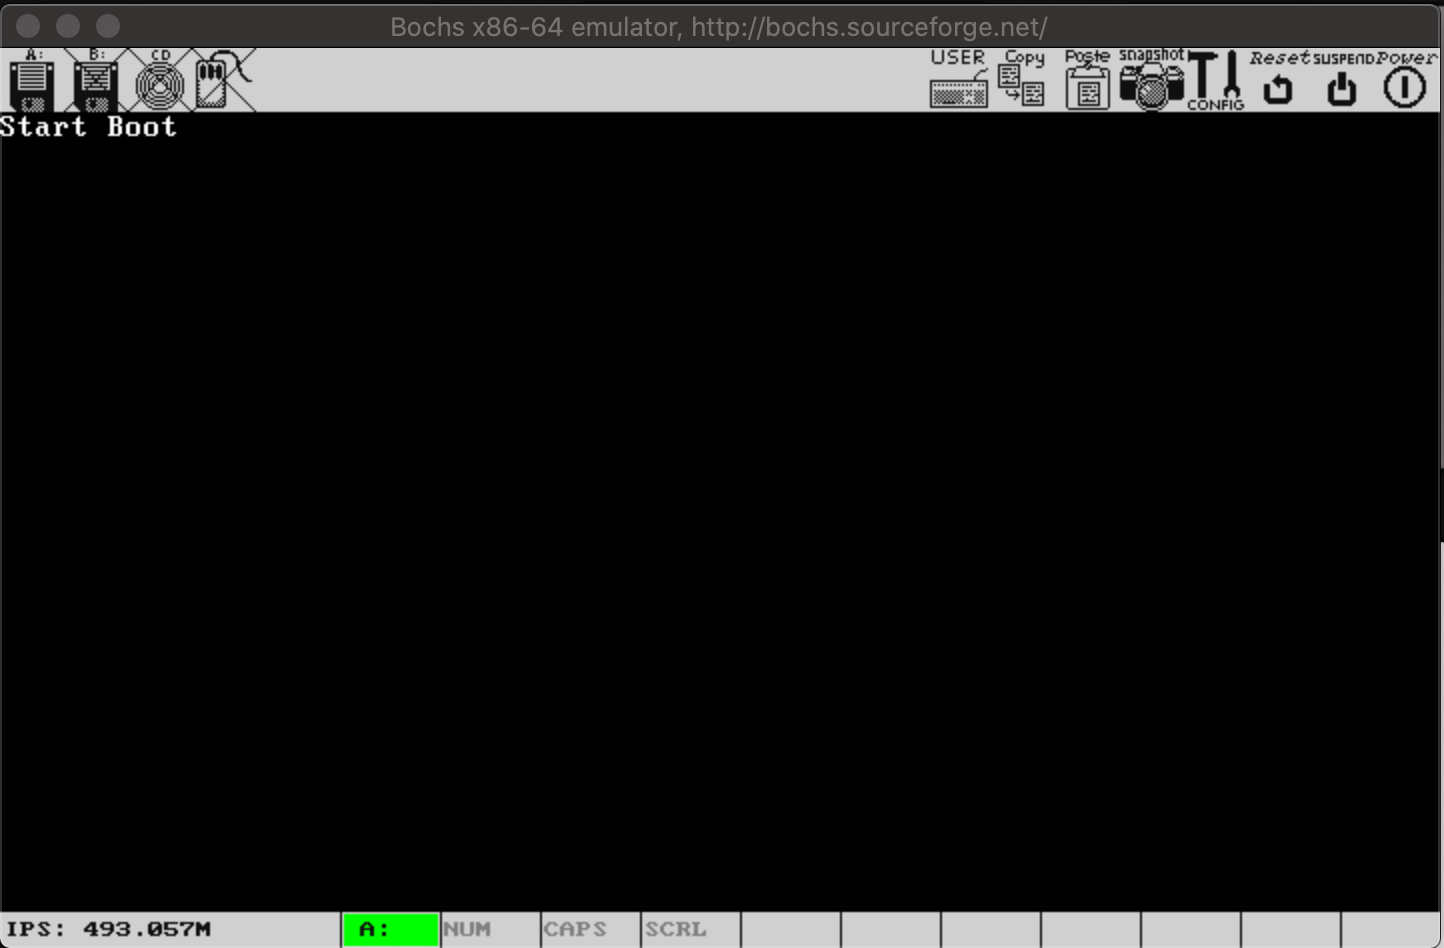 Bochs x86-64 emulator, http://bochs.sourceforge.net/
A: B: CD USER Copy Paste snapshot CONFIG Reset SUSPEND Power
Start Boot
IPS: 493.057M A: NUM CAPS SCRL